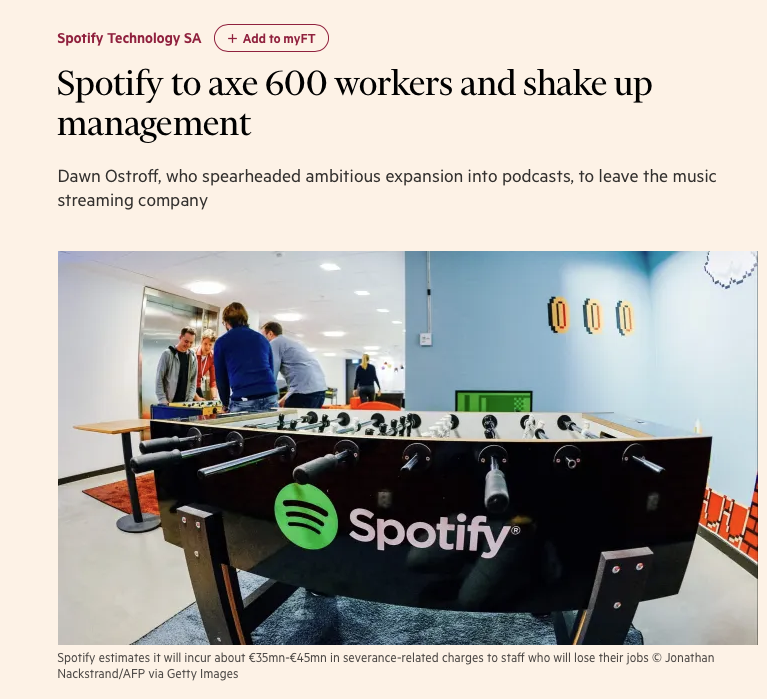 Spotify Technology SA + Add to myFT
Spotify to axe 600 workers and shake up
management
Dawn Ostroff, who spearheaded ambitious expansion into podcasts, to leave the music
streaming company
Spotify®
Spotify estimates it will incur about €35mn-€45mn in severance-related charges to staff who will lose their jobs © Jonathan
Nackstrand/AFP via Getty Images